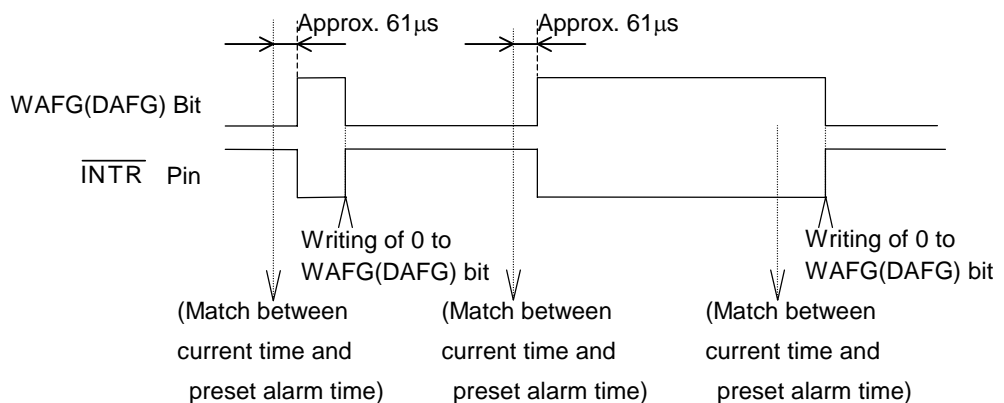 Approx. 61μs
Approx. 61μs
WAFG(DAFG) Bit
INTR Pin
Writing of 0 to
WAFG(DAFG) bit
Writing of 0 to
WAFG(DAFG) bit
(Match between
current time and
preset alarm time)
(Match between
current time and
preset alarm time)
(Match between
current time and
preset alarm time)